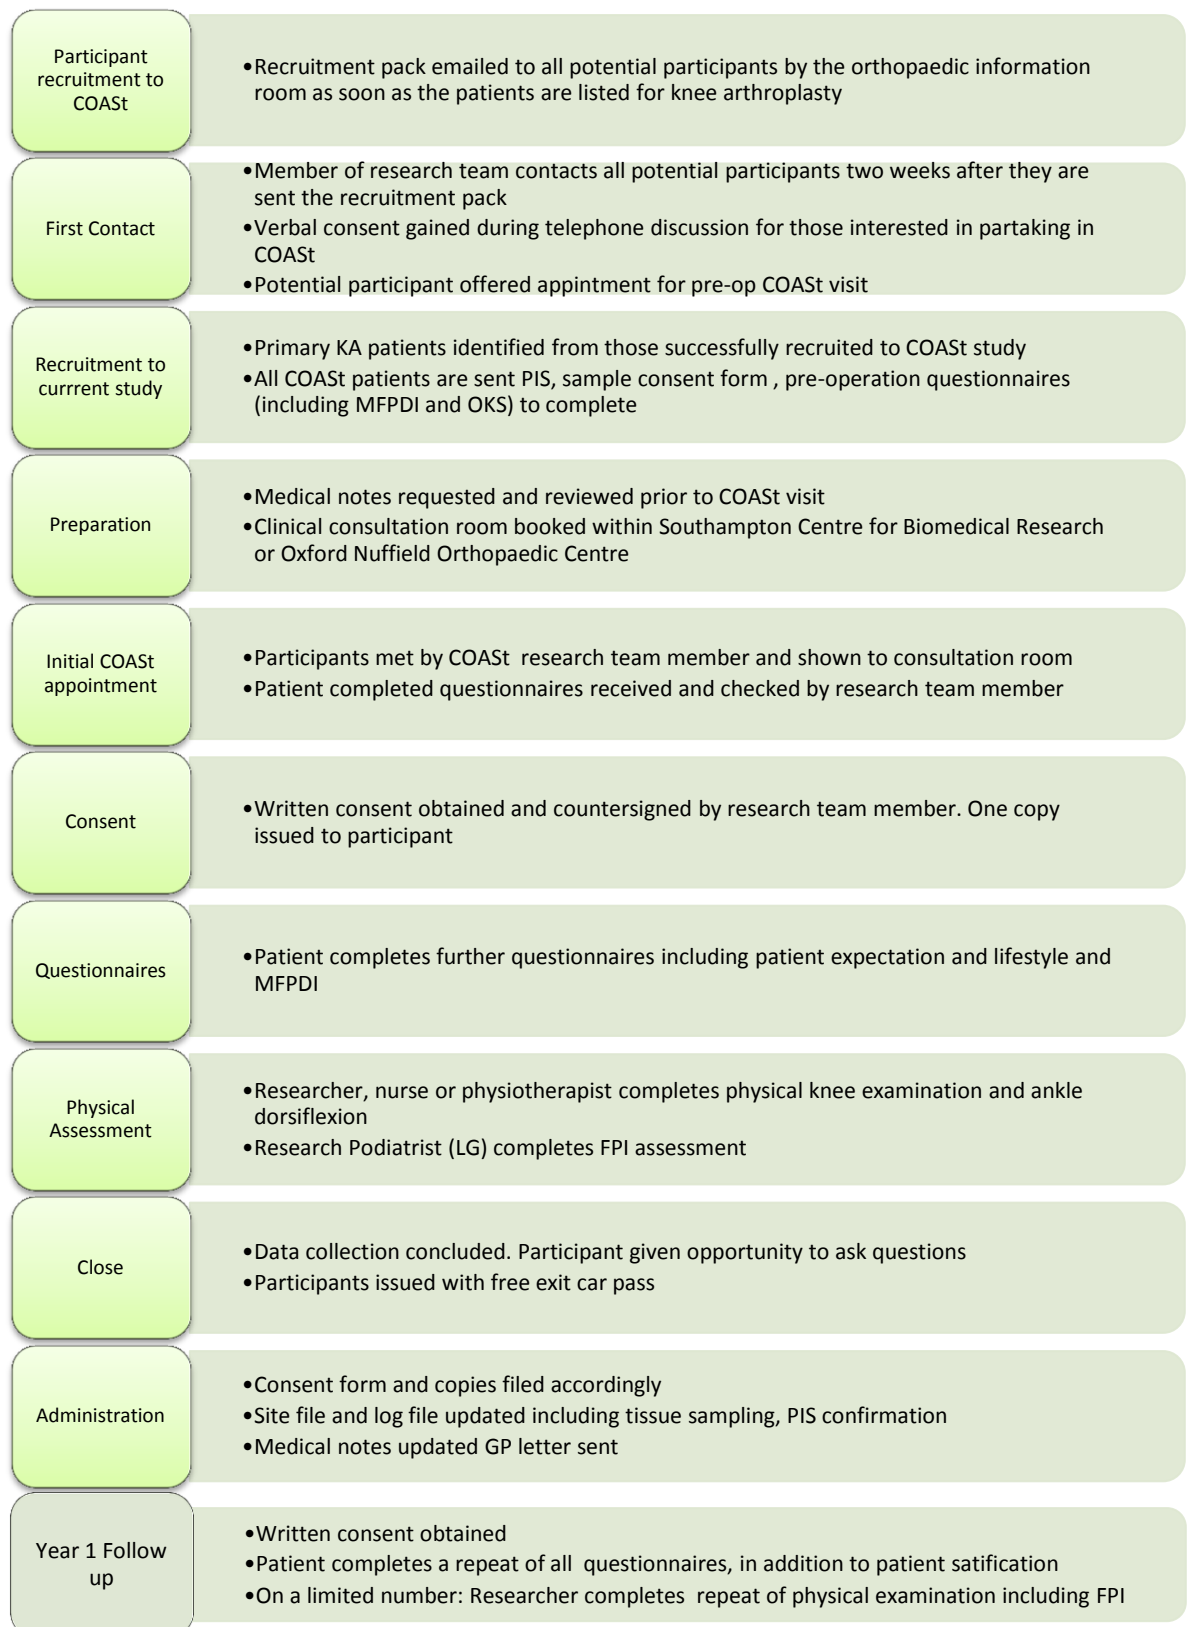 Participant
recruitment to
COASt
•Recruitment pack emailed to all potential participants by the orthopaedic information
room as soon as the patients are listed for knee arthroplasty
First Contact
•Member of research team contacts all potential participants two weeks after they are
sent the recruitment pack
•Verbal consent gained during telephone discussion for those interested in partaking in
COASt
•Potential participant offered appintment for pre-op COASt visit
Recruitment to
currrent study
•Primary KA patients identified from those successfully recruited to COASt study
•All COASt patients are sent PIS, sample consent form , pre-operation questionnaires
(including MFPDI and OKS) to complete
Preparation
•Medical notes requested and reviewed prior to COASt visit
•Clinical consultation room booked within Southampton Centre for Biomedical Research
or Oxford Nuffield Orthopaedic Centre
Initial COASt
appointment
•Participants met by COASt research team member and shown to consultation room
•Patient completed questionnaires received and checked by research team member
Consent
•Written consent obtained and countersigned by research team member. One copy
issued to participant
Questionnaires
•Patient completes further questionnaires including patient expectation and lifestyle and
MFPDI
Physical
Assessment
•Researcher, nurse or physiotherapist completes physical knee examination and ankle
dorsiflexion
•Research Podiatrist (LG) completes FPI assessment
Close
•Data collection concluded. Participant given opportunity to ask questions
•Participants issued with free exit car pass
Administration
•Consent form and copies filed accordingly
•Site file and log file updated including tissue sampling, PIS confirmation
•Medical notes updated GP letter sent
Year 1 Follow
up
•Written consent obtained
•Patient completes a repeat of all questionnaires, in addition to patient satification
•On a limited number: Researcher completes repeat of physical examination including FPI